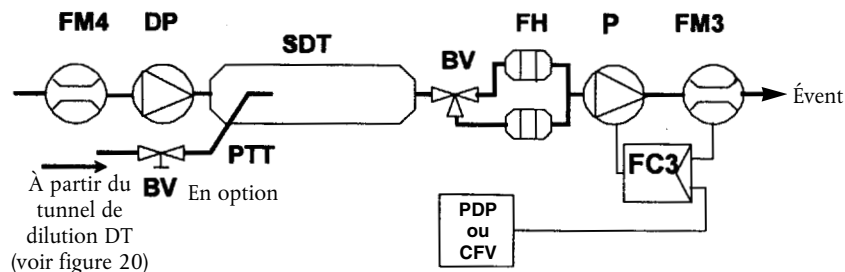 FM4
DP
SDT
BV
FH
P
FM3
Évent
PTT
BV
En option
À partir du
tunnel de
dilution DT
(voir figure 20)
FC3
PDP
ou
CFV